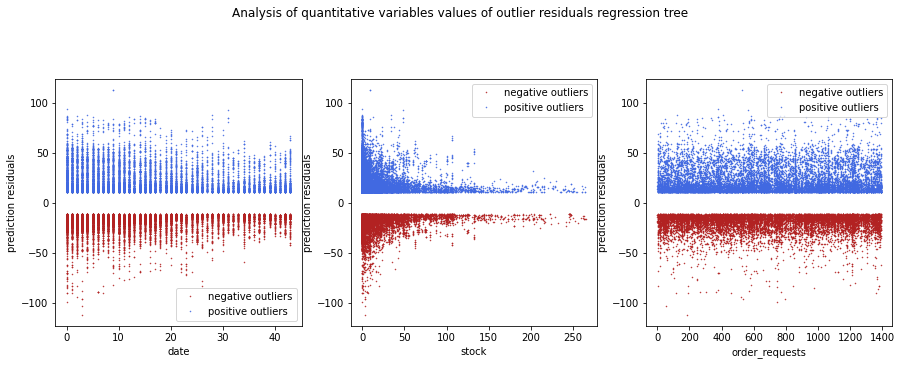 Analysis of quantitative variables values of outlier residuals regression tree
prediction residuals
100
50
0
−50
−100
negative outliers
positive outliers
0
10
20
30
40
date
prediction residuals
100
50
0
−50
−100
negative outliers
positive outliers
0
50
100
150
200
250
stock
prediction residuals
100
50
0
−50
−100
negative outliers
positive outliers
0
200
400
600
800
1000
1200
1400
order_requests